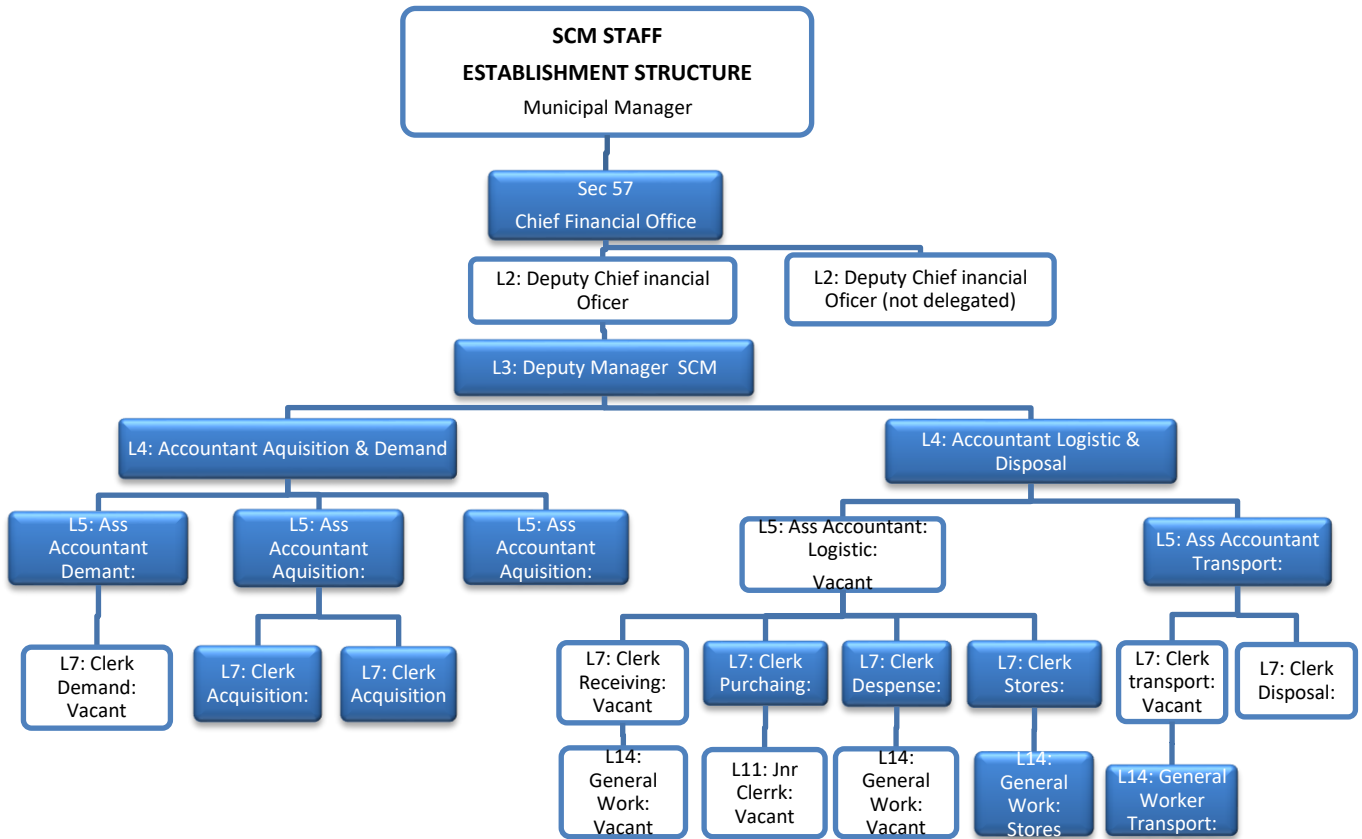 SCM STAFF
ESTABLISHMENT STRUCTURE
Municipal Manager
Sec 57
Chief Financial Office
L2: Deputy Chief inancial
Oficer
L2: Deputy Chief inancial
Oficer (not delegated)
L3: Deputy Manager  SCM
L4: Accountant Aquisition & Demand
L4: Accountant Logistic &
Disposal
L5: Ass
Accountant
Demant:
L5: Ass
Accountant
Aquisition:
L5: Ass
Accountant
Aquisition:
L5: Ass Accountant:
Logistic:
Vacant
L5: Ass Accountant
Transport:
L7: Clerk
Demand:
Vacant
L7: Clerk
Acquisition:
L7: Clerk
Acquisition
L7: Clerk
Receiving:
Vacant
L7: Clerk
Purchaing:
L7: Clerk
Despense:
L7: Clerk
Stores:
L7: Clerk
transport:
Vacant
L7: Clerk
Disposal:
L14:
General
Work:
Vacant
L11: Jnr
Clerrk:
Vacant
L14:
General
Work:
Vacant
L14:
General
Work:
Stores
L14: General
Worker
Transport: